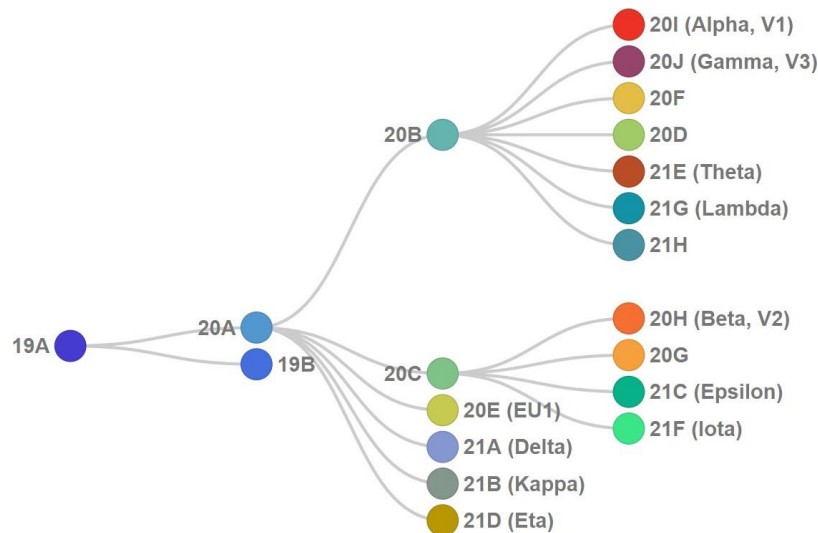 20I (Alpha, V1)
20J (Gamma, V3)
20F
20B
20D
21E (Theta)
21G (Lambda)
21H
20H (Beta, V2)
20A
19A
20G
19B
20C
21C (Epsilon)
20E (EU1)
21F (Iota)
21A (Delta)
21B (Kappa)
21D (Eta)